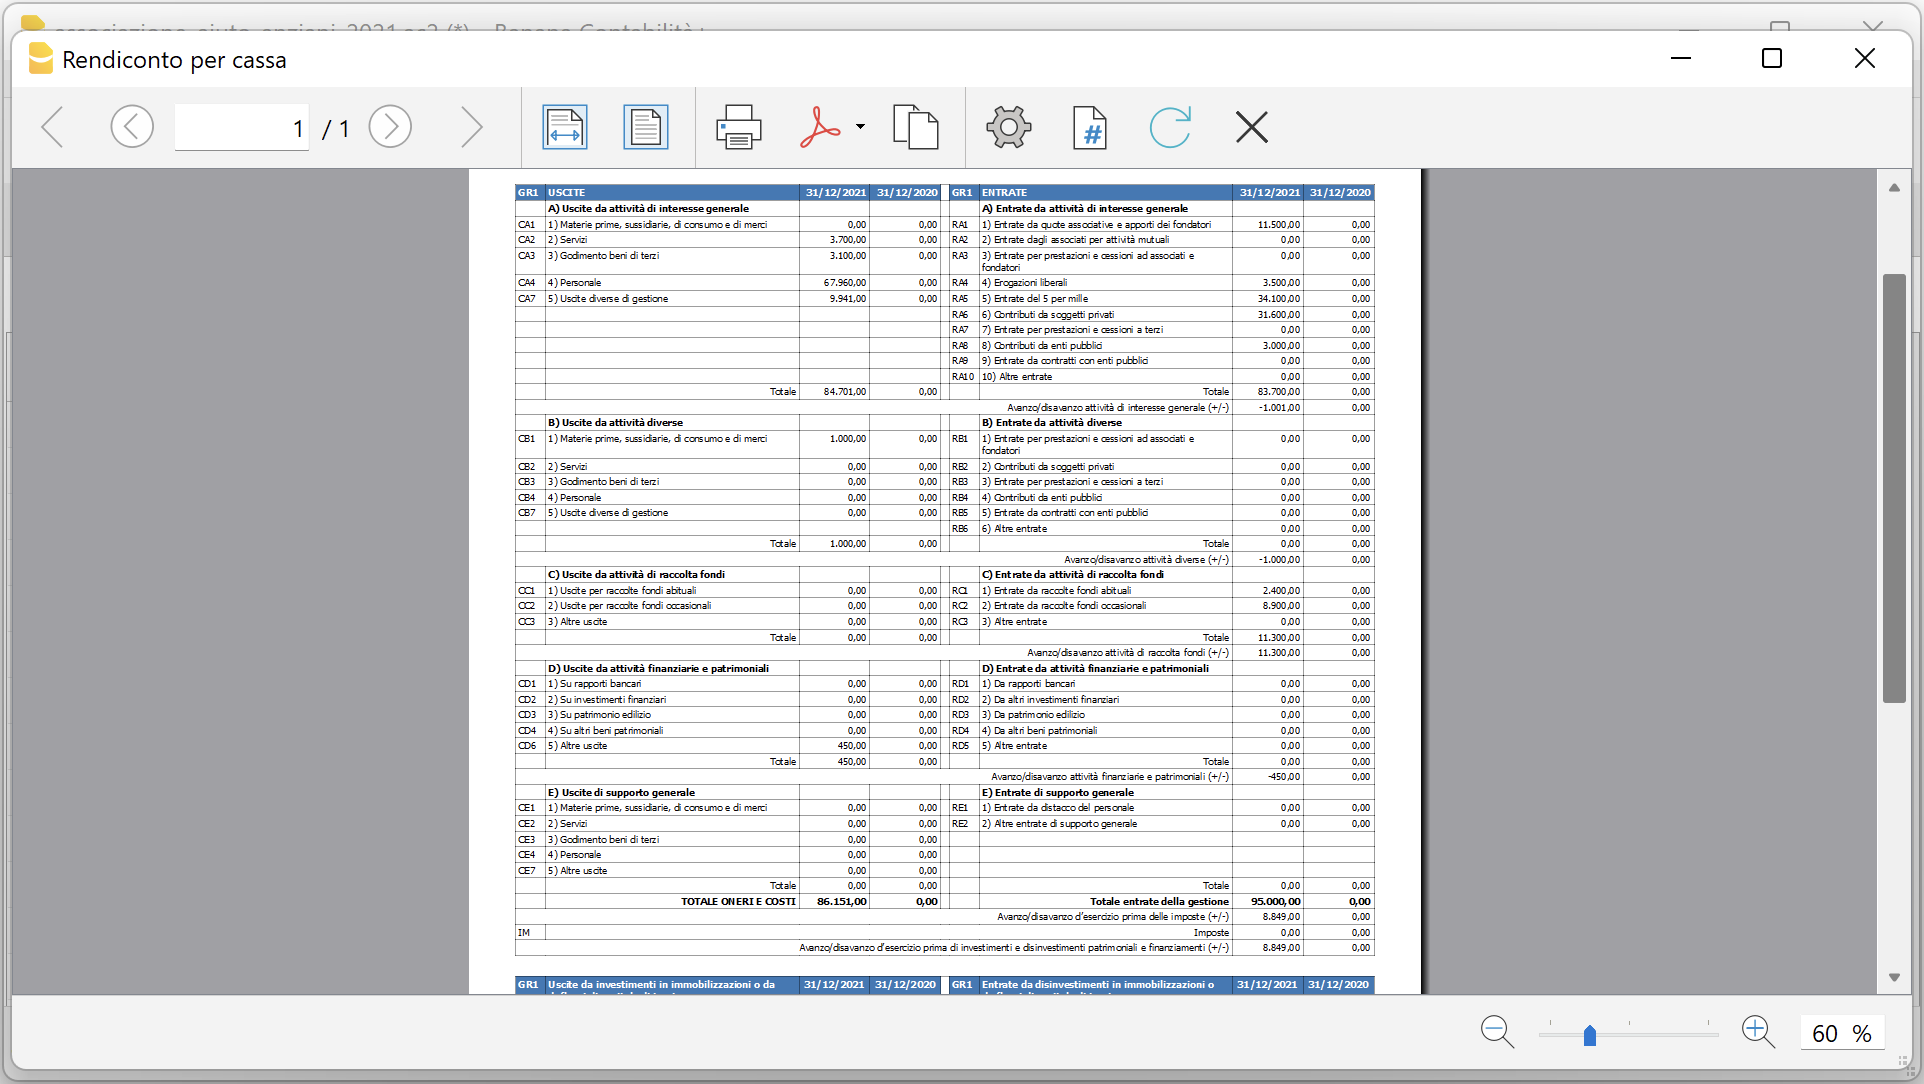 Rendiconto per cassa
1 / 1
GR1 USCITE 31/12/2021 31/12/2020 GR1 ENTRATE 31/12/2021 31/12/2020
A) Uscite da attività di interesse generale A) Entrate da attività di interesse generale
CA1 1) Materie prime, sussidiarie, di consumo e di merci 0,00 0,00 RA1 1) Entrate da quote associative e apporti dei fondatori 11.500,00 0,00
CA2 2) Servizi 3.700,00 0,00 RA2 2) Entrate dagli associati per attività mutuali 0,00 0,00
CA3 3) Godimento beni di terzi 3.100,00 0,00 RA3 3) Entrate per prestazioni e cessioni ad associati e 0,00 0,00
fondatori
CA4 4) Personale 67.960,00 0,00 RA4 4) Erogazioni liberali 3.500,00 0,00
CA7 5) Uscite diverse di gestione 9.941,00 0,00 RA5 5) Entrate del 5 per mille 34.100,00 0,00
RA6 6) Contributi da soggetti privati 31.600,00 0,00
RA7 7) Entrate per prestazioni e cessioni a terzi 0,00 0,00
RA8 8) Contributi da enti pubblici 3.000,00 0,00
RA9 9) Entrate da contratti con enti pubblici 0,00 0,00
RA10 10) Altre entrate 0,00 0,00
Totale 84.701,00 0,00 Totale 83.700,00 0,00
Avanzo/disavanzo attività di interesse generale (+/-) -1.001,00 0,00
B) Uscite da attività diverse B) Entrate da attività diverse
CB1 1) Materie prime, sussidiarie, di consumo e di merci 1.000,00 0,00 RB1 1) Entrate per prestazioni e cessioni ad associati e 0,00 0,00
fondatori
CB2 2) Servizi 0,00 0,00 RB2 2) Contributi da soggetti privati 0,00 0,00
CB3 3) Godimento beni di terzi 0,00 0,00 RB3 3) Entrate per prestazioni e cessioni a terzi 0,00 0,00
CB4 4) Personale 0,00 0,00 RB4 4) Contributi da enti pubblici 0,00 0,00
CB7 5) Uscite diverse di gestione 0,00 0,00 RB5 5) Entrate da contratti con enti pubblici 0,00 0,00
RB6 6) Altre entrate 0,00 0,00
Totale 1.000,00 0,00 Totale 0,00 0,00
Avanzo/disavanzo attività diverse (+/-) -1.000,00 0,00
C) Uscite da attività di raccolta fondi C) Entrate da attività di raccolta fondi
CC1 1) Uscite per raccolte fondi abituali 0,00 0,00 RC1 1) Entrate da raccolte fondi abituali 2.400,00 0,00
CC2 2) Uscite per raccolte fondi occasionali 0,00 0,00 RC2 2) Entrate da raccolte fondi occasionali 8.900,00 0,00
CC3 3) Altre uscite 0,00 0,00 RC3 3) Altre entrate 0,00 0,00
Totale 0,00 0,00 Totale 11.300,00 0,00
Avanzo/disavanzo attività di raccolta fondi (+/-) 11.300,00 0,00
D) Uscite da attività finanziarie e patrimoniali D) Entrate da attività finanziarie e patrimoniali
CD1 1) Su rapporti bancari 0,00 0,00 RD1 1) Da rapporti bancari 0,00 0,00
CD2 2) Su investimenti finanziari 0,00 0,00 RD2 2) Da altri investimenti finanziari 0,00 0,00
CD3 3) Su patrimonio edilizio 0,00 0,00 RD3 3) Da patrimonio edilizio 0,00 0,00
CD4 4) Su altri beni patrimoniali 0,00 0,00 RD4 4) Da altri beni patrimoniali 0,00 0,00
CD6 5) Altre uscite 450,00 0,00 RD5 5) Altre entrate 0,00 0,00
Totale 450,00 0,00 Totale 0,00 0,00
Avanzo/disavanzo attività finanziarie e patrimoniali (+/-) -450,00 0,00
E) Uscite di supporto generale E) Entrate di supporto generale
CE1 1) Materie prime, sussidiarie, di consumo e di merci 0,00 0,00 RE1 1) Entrate da distacco del personale 0,00 0,00
CE2 2) Servizi 0,00 0,00 RE2 2) Altre entrate di supporto generale 0,00 0,00
CE3 3) Godimento beni di terzi 0,00 0,00
CE4 4) Personale 0,00 0,00
CE7 5) Altre uscite 0,00 0,00
Totale 0,00 0,00 Totale 0,00 0,00
TOTALE ONERI E COSTI 86.151,00 0,00 Totale entrate della gestione 95.000,00 0,00
Avanzo/disavanzo d'esercizio prima delle imposte (+/-) 8.849,00 0,00
IM Imposte 0,00 0,00
Avanzo/disavanzo d'esercizio prima di investimenti e disinvestimenti patrimoniali e finanziamenti (+/-) 8.849,00 0,00
GR1 Uscite da investimenti in immobilizzazioni o da 31/12/2021 31/12/2020 GR1 Entrate da disinvestimenti in immobilizzazioni o 31/12/2021 31/12/2020
60 %